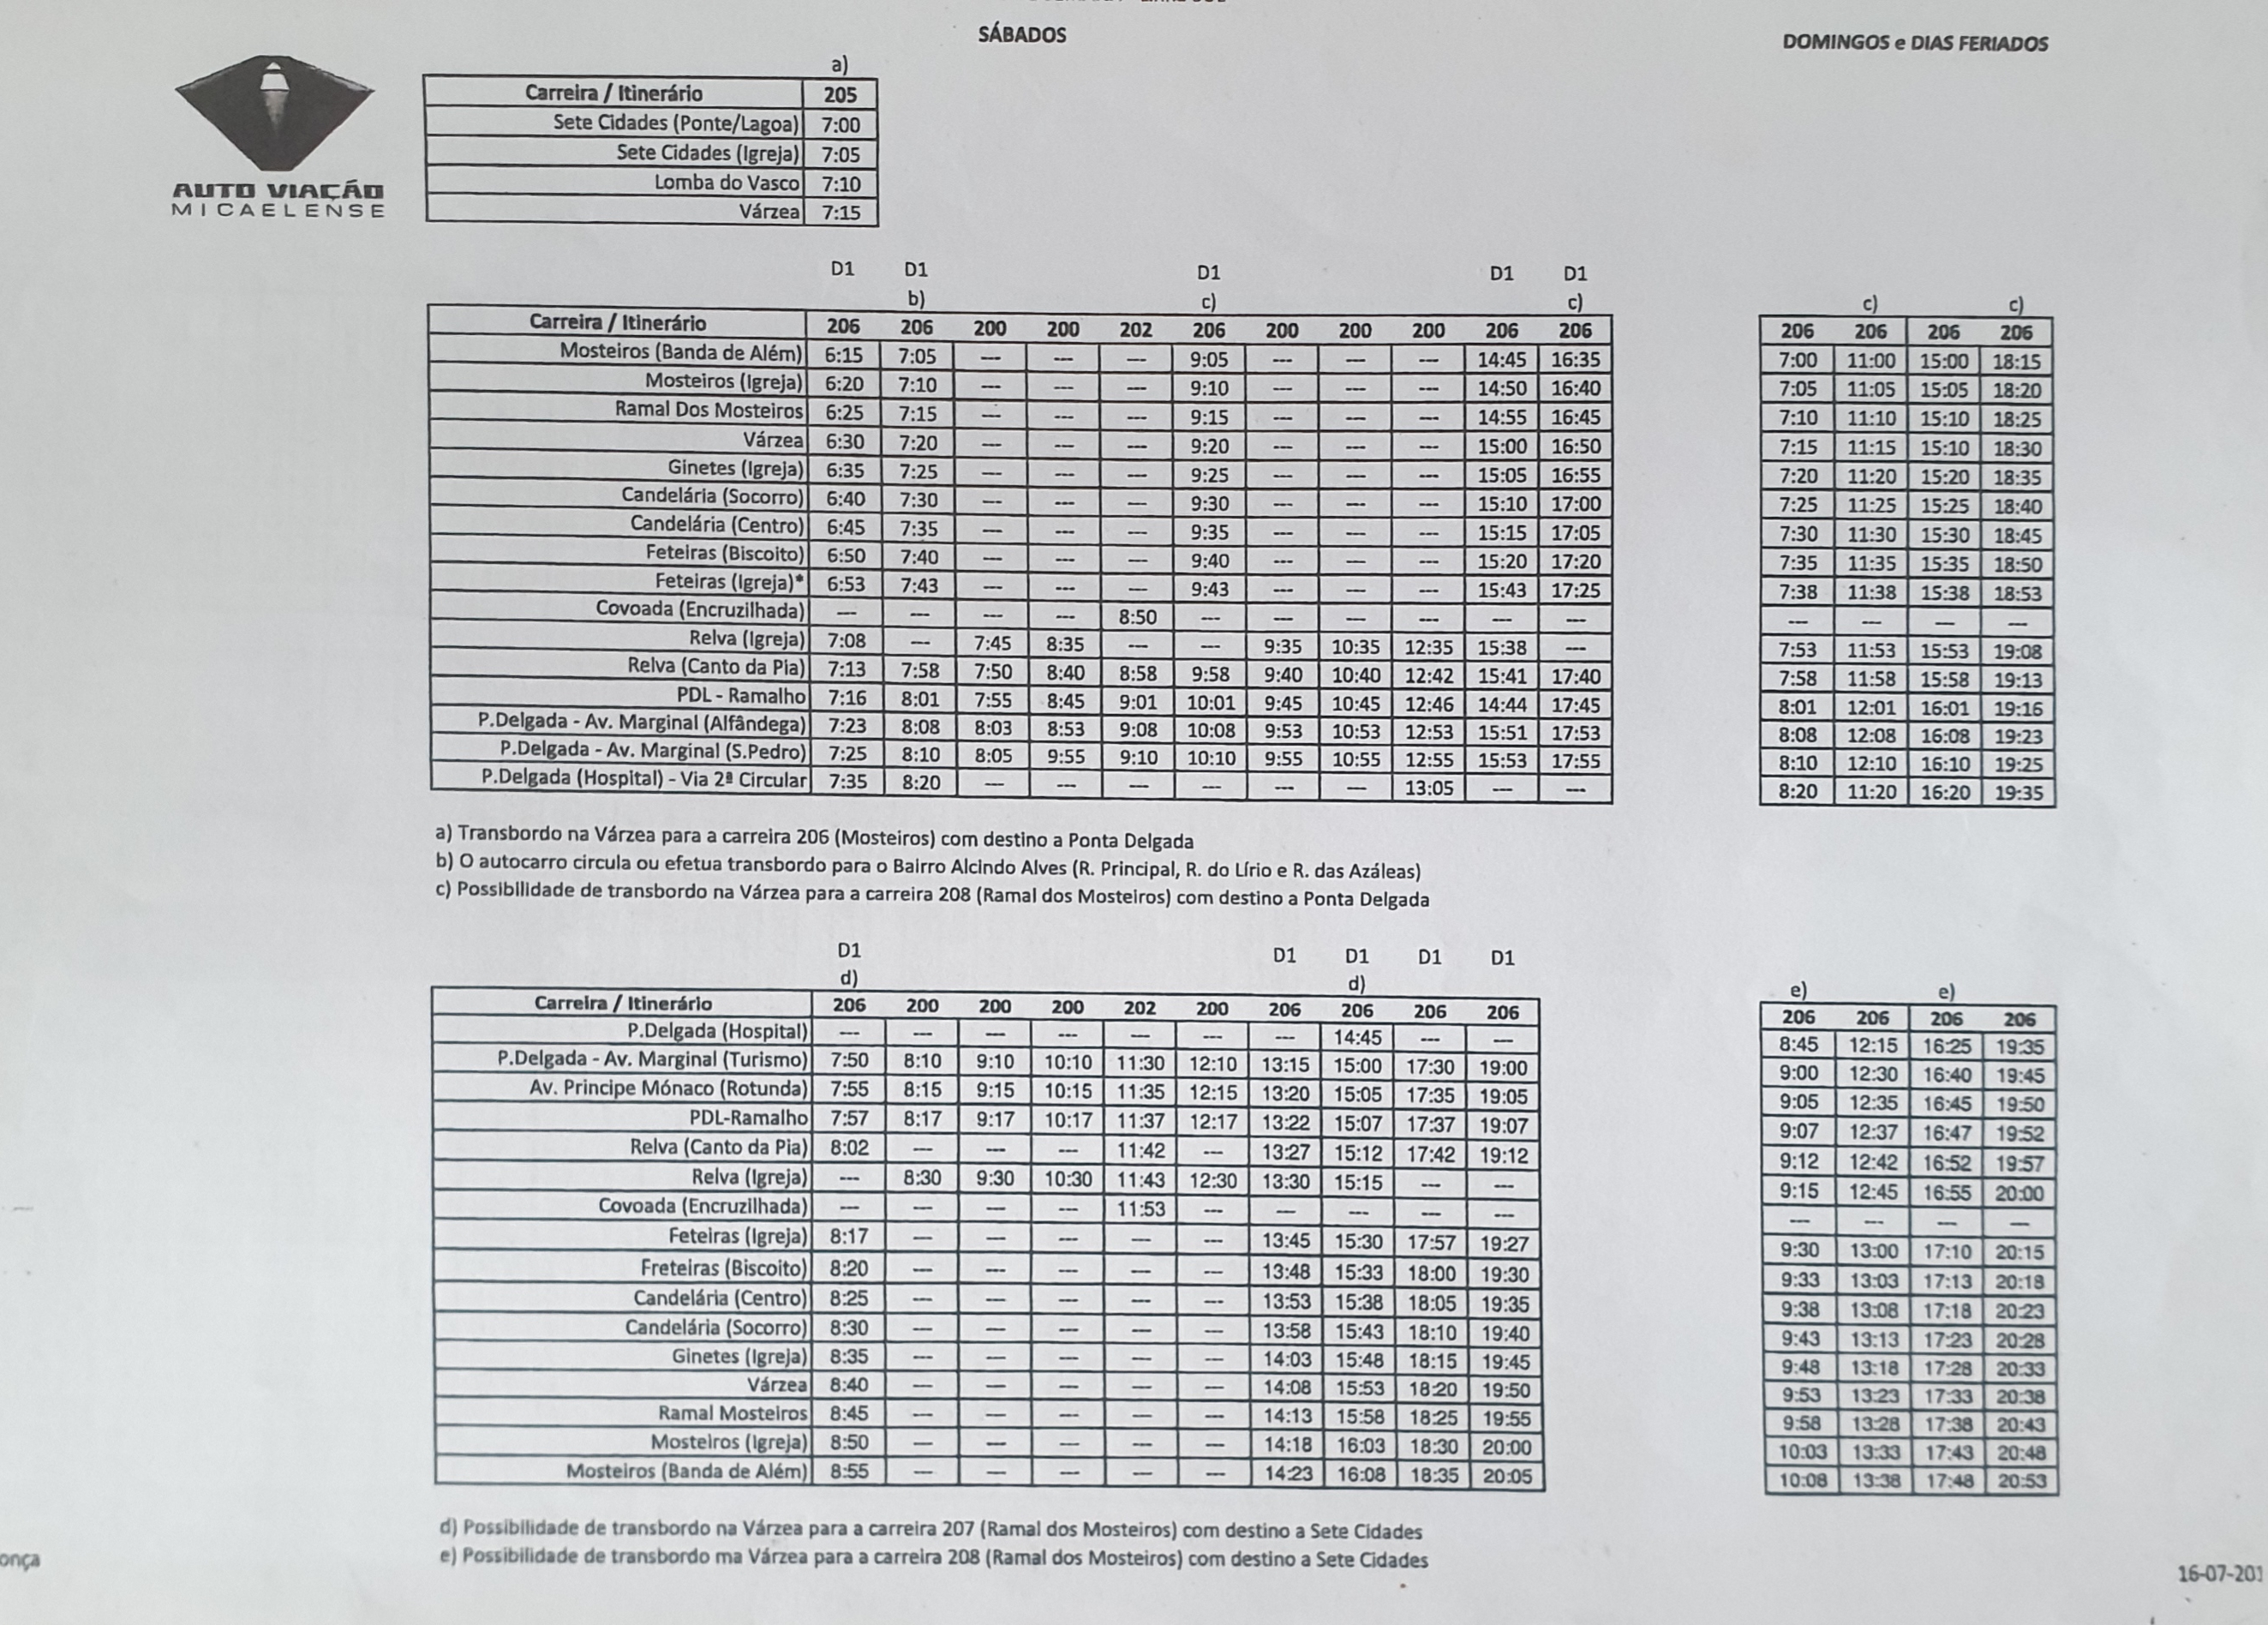 SÁBADOS
DOMINGOS e DIAS FERIADOS
AUTO VIAÇÃO
MICAELENSE
a)
Carreira / Itinerário 205
Sete Cidades (Ponte/Lagoa) 7:00
Sete Cidades (Igreja) 7:05
Lomba do Vasco 7:10
Várzea 7:15
D1 D1 D1 D1 D1
b) c) c) c) c)
Carreira / Itinerário 206 206 200 200 202 206 200 200 200 206 206 206 206 206 206
Mosteiros (Banda de Além) 6:15 7:05 --- --- --- 9:05 --- --- --- 14:45 16:35 7:00 11:00 15:00 18:15
Mosteiros (Igreja) 6:20 7:10 --- --- --- 9:10 --- --- --- 14:50 16:40 7:05 11:05 15:05 18:20
Ramal Dos Mosteiros 6:25 7:15 --- --- --- 9:15 --- --- --- 14:55 16:45 7:10 11:10 15:10 18:25
Várzea 6:30 7:20 --- --- --- 9:20 --- --- --- 15:00 16:50 7:15 11:15 15:10 18:30
Ginetes (Igreja) 6:35 7:25 --- --- --- 9:25 --- --- --- 15:05 16:55 7:20 11:20 15:20 18:35
Candelária (Socorro) 6:40 7:30 --- --- --- 9:30 --- --- --- 15:10 17:00 7:25 11:25 15:25 18:40
Candelária (Centro) 6:45 7:35 --- --- --- 9:35 --- --- --- 15:15 17:05 7:30 11:30 15:30 18:45
Feteiras (Biscoito) 6:50 7:40 --- --- --- 9:40 --- --- --- 15:20 17:20 7:35 11:35 15:35 18:50
Feteiras (Igreja)* 6:53 7:43 --- --- --- 9:43 --- --- --- 15:43 17:25 7:38 11:38 15:38 18:53
Covoada (Encruzilhada) --- --- --- --- 8:50 --- --- --- --- --- --- --- --- --- ---
Relva (Igreja) 7:08 --- 7:45 8:35 --- --- 9:35 10:35 12:35 15:38 --- 7:53 11:53 15:53 19:08
Relva (Canto da Pia) 7:13 7:58 7:50 8:40 8:58 9:58 9:40 10:40 12:42 15:41 17:40 7:58 11:58 15:58 19:13
PDL - Ramalho 7:16 8:01 7:55 8:45 9:01 10:01 9:45 10:45 12:46 14:44 17:45 8:01 12:01 16:01 19:16
P.Delgada - Av. Marginal (Alfândega) 7:23 8:08 8:03 8:53 9:08 10:08 9:53 10:53 12:53 15:51 17:53 8:08 12:08 16:08 19:23
P.Delgada - Av. Marginal (S.Pedro) 7:25 8:10 8:05 9:55 9:10 10:10 9:55 10:55 12:55 15:53 17:55 8:10 12:10 16:10 19:25
P.Delgada (Hospital) - Via 2ª Circular 7:35 8:20 --- --- --- --- --- --- 13:05 --- --- 8:20 11:20 16:20 19:35
a) Transbordo na Várzea para a carreira 206 (Mosteiros) com destino a Ponta Delgada
b) O autocarro circula ou efetua transbordo para o Bairro Alcindo Alves (R. Principal, R. do Lírio e R. das Azáleas)
c) Possibilidade de transbordo na Várzea para a carreira 208 (Ramal dos Mosteiros) com destino a Ponta Delgada
D1 D1 D1 D1 D1
d) d) e) e)
Carreira / Itinerário 206 200 200 200 202 200 206 206 206 206 206 206 206 206
P.Delgada (Hospital) --- --- --- --- --- --- --- 14:45 --- --- 8:45 12:15 16:25 19:35
P.Delgada - Av. Marginal (Turismo) 7:50 8:10 9:10 10:10 11:30 12:10 13:15 15:00 17:30 19:00 9:00 12:30 16:40 19:45
Av. Principe Mónaco (Rotunda) 7:55 8:15 9:15 10:15 11:35 12:15 13:20 15:05 17:35 19:05 9:05 12:35 16:45 19:50
PDL-Ramalho 7:57 8:17 9:17 10:17 11:37 12:17 13:22 15:07 17:37 19:07 9:07 12:37 16:47 19:52
Relva (Canto da Pia) 8:02 --- --- --- 11:42 --- 13:27 15:12 17:42 19:12 9:12 12:42 16:52 19:57
Relva (Igreja) --- 8:30 9:30 10:30 11:43 12:30 13:30 15:15 --- --- 9:15 12:45 16:55 20:00
Covoada (Encruzilhada) --- --- --- --- 11:53 --- --- --- --- --- --- --- --- ---
Feteiras (Igreja) 8:17 --- --- --- --- --- 13:45 15:30 17:57 19:27 9:30 13:00 17:10 20:15
Freteiras (Biscoito) 8:20 --- --- --- --- --- 13:48 15:33 18:00 19:30 9:33 13:03 17:13 20:18
Candelária (Centro) 8:25 --- --- --- --- --- 13:53 15:38 18:05 19:35 9:38 13:08 17:18 20:23
Candelária (Socorro) 8:30 --- --- --- --- --- 13:58 15:43 18:10 19:40 9:43 13:13 17:23 20:28
Ginetes (Igreja) 8:35 --- --- --- --- --- 14:03 15:48 18:15 19:45 9:48 13:18 17:28 20:33
Várzea 8:40 --- --- --- --- --- 14:08 15:53 18:20 19:50 9:53 13:23 17:33 20:38
Ramal Mosteiros 8:45 --- --- --- --- --- 14:13 15:58 18:25 19:55 9:58 13:28 17:38 20:43
Mosteiros (Igreja) 8:50 --- --- --- --- --- 14:18 16:03 18:30 20:00 10:03 13:33 17:43 20:48
Mosteiros (Banda de Além) 8:55 --- --- --- --- --- 14:23 16:08 18:35 20:05 10:08 13:38 17:48 20:53
d) Possibilidade de transbordo na Várzea para a carreira 207 (Ramal dos Mosteiros) com destino a Sete Cidades
e) Possibilidade de transbordo ma Várzea para a carreira 208 (Ramal dos Mosteiros) com destino a Sete Cidades
onça
16-07-201